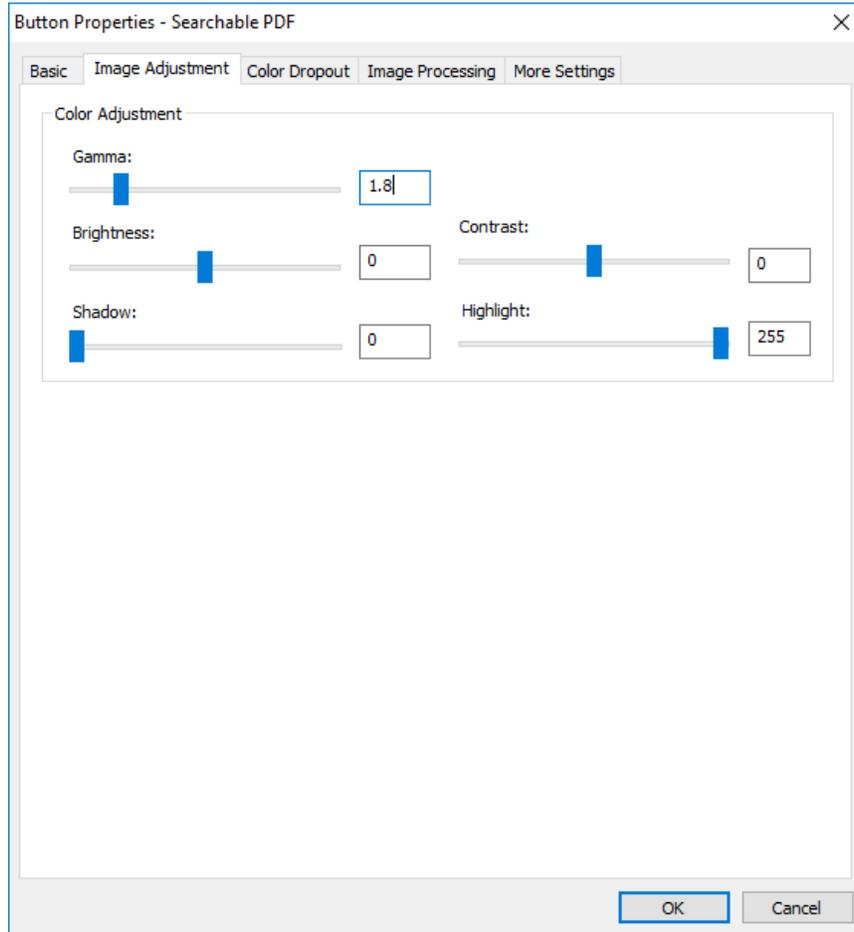 Button Properties - Searchable PDF
Basic Image Adjustment Color Dropout Image Processing More Settings
Color Adjustment
Gamma:
1.8
Brightness:
0
Contrast:
0
Shadow:
0
Highlight:
255
OK Cancel